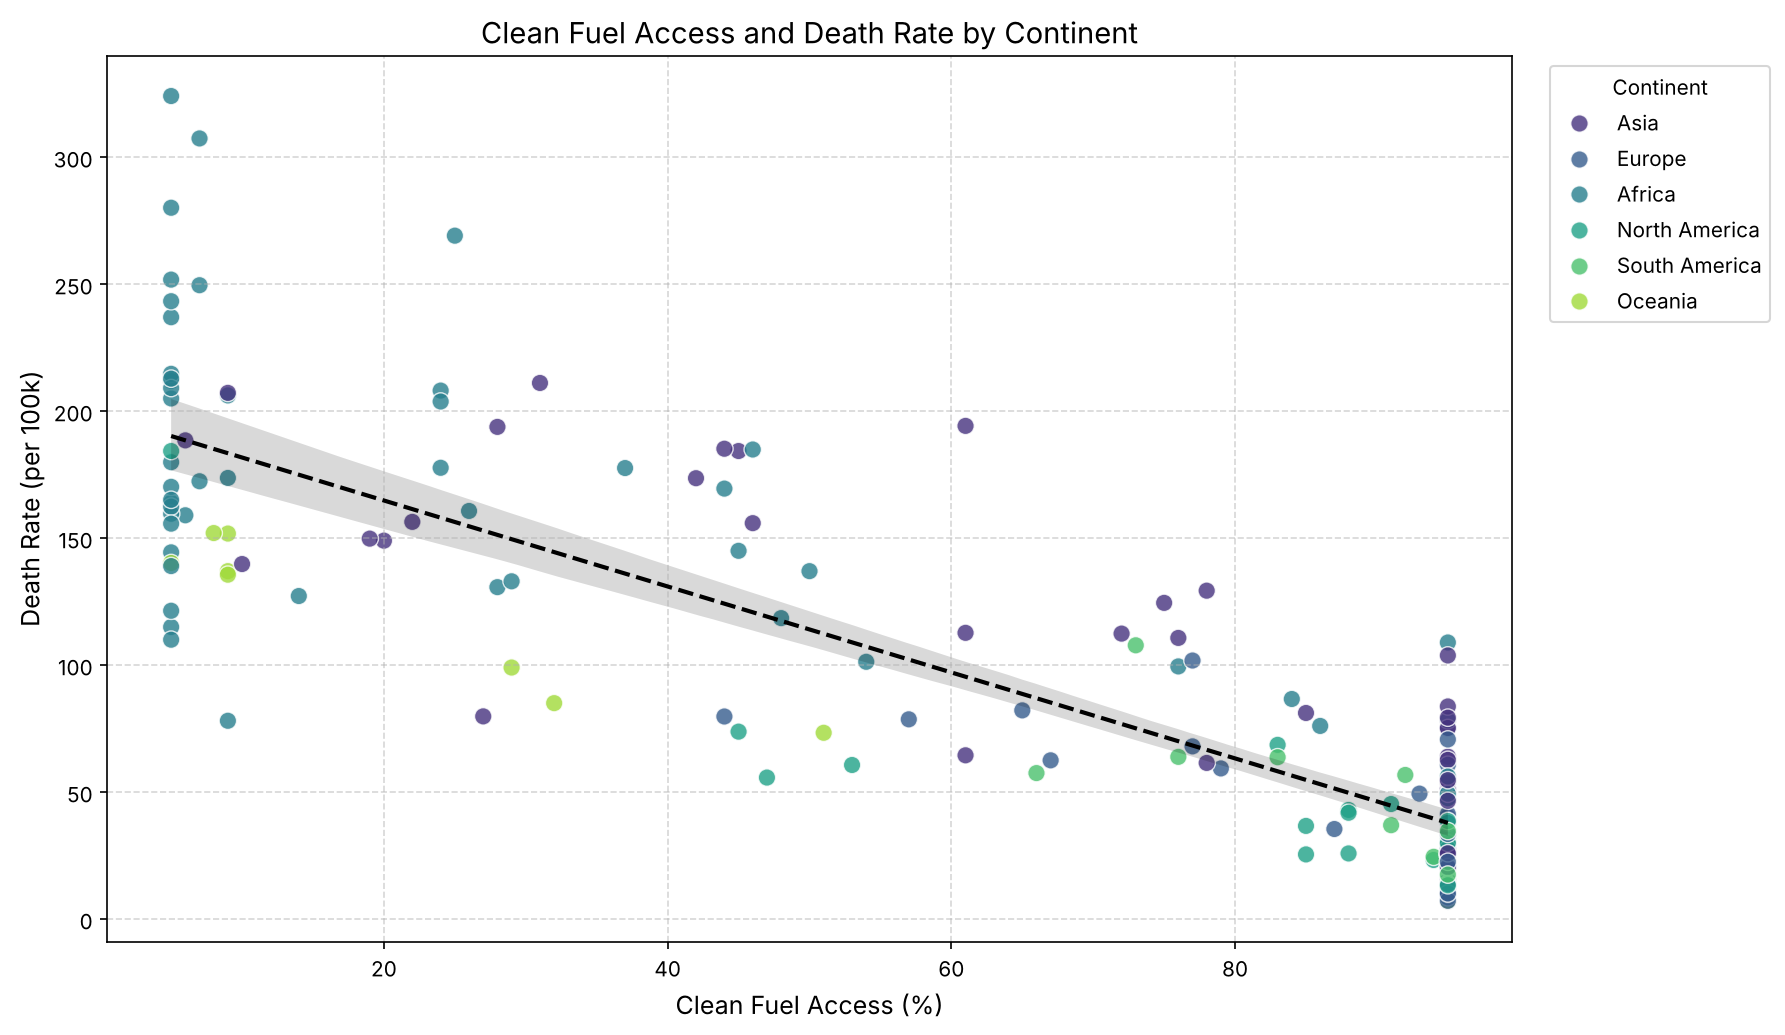 Clean Fuel Access and Death Rate by Continent
Continent
Asia
Europe
Africa
North America
South America
Oceania
Death Rate (per 100k)
300
250
200
150
100
50
0
20
40
60
80
Clean Fuel Access (%)